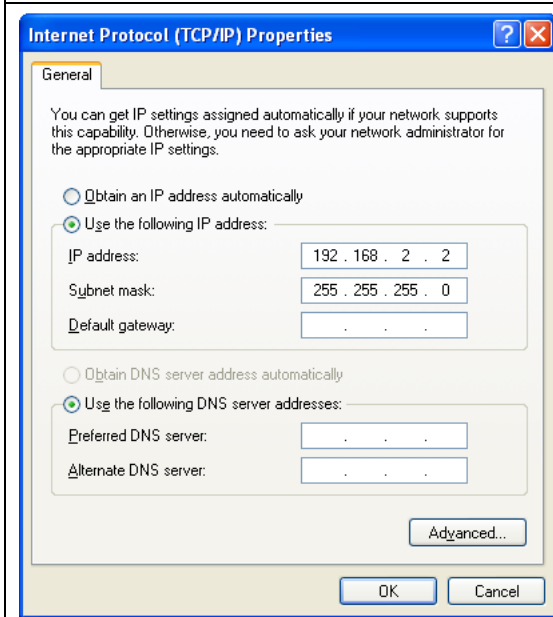 Internet Protocol (TCP/IP) Properties
General
You can get IP settings assigned automatically if your network supports
this capability. Otherwise, you need to ask your network administrator for
the appropriate IP settings.
Obtain an IP address automatically
Use the following IP address:
IP address: 192 . 168 . 2 . 2
Subnet mask: 255 . 255 . 255 . 0
Default gateway: . . .
Obtain DNS server address automatically
Use the following DNS server addresses:
Preferred DNS server: . . .
Alternate DNS server: . . .
Advanced...
OK Cancel